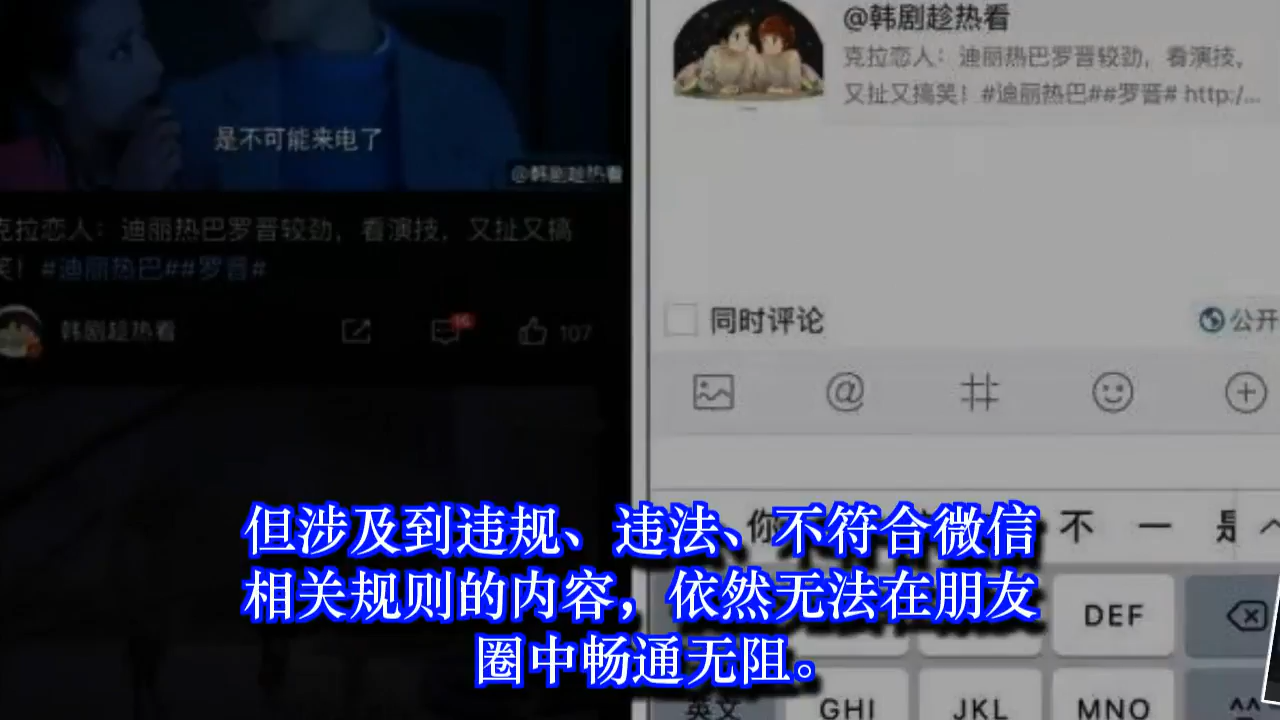 是不可能来电了
@韩剧趁热看
克拉恋人：迪丽热巴罗晋较劲，看演技，又扯又搞
笑！#迪丽热巴##罗晋#
韩剧趁热看
16
107
@韩剧趁热看
克拉恋人：迪丽热巴罗晋较劲，看演技，
又扯又搞笑！#迪丽热巴##罗晋# http:/...
同时评论
公开
你
不 一 是
DEF
英文 GHI JKL MNO ^^
但涉及到违规、违法、不符合微信
相关规则的内容，依然无法在朋友
圈中畅通无阻。